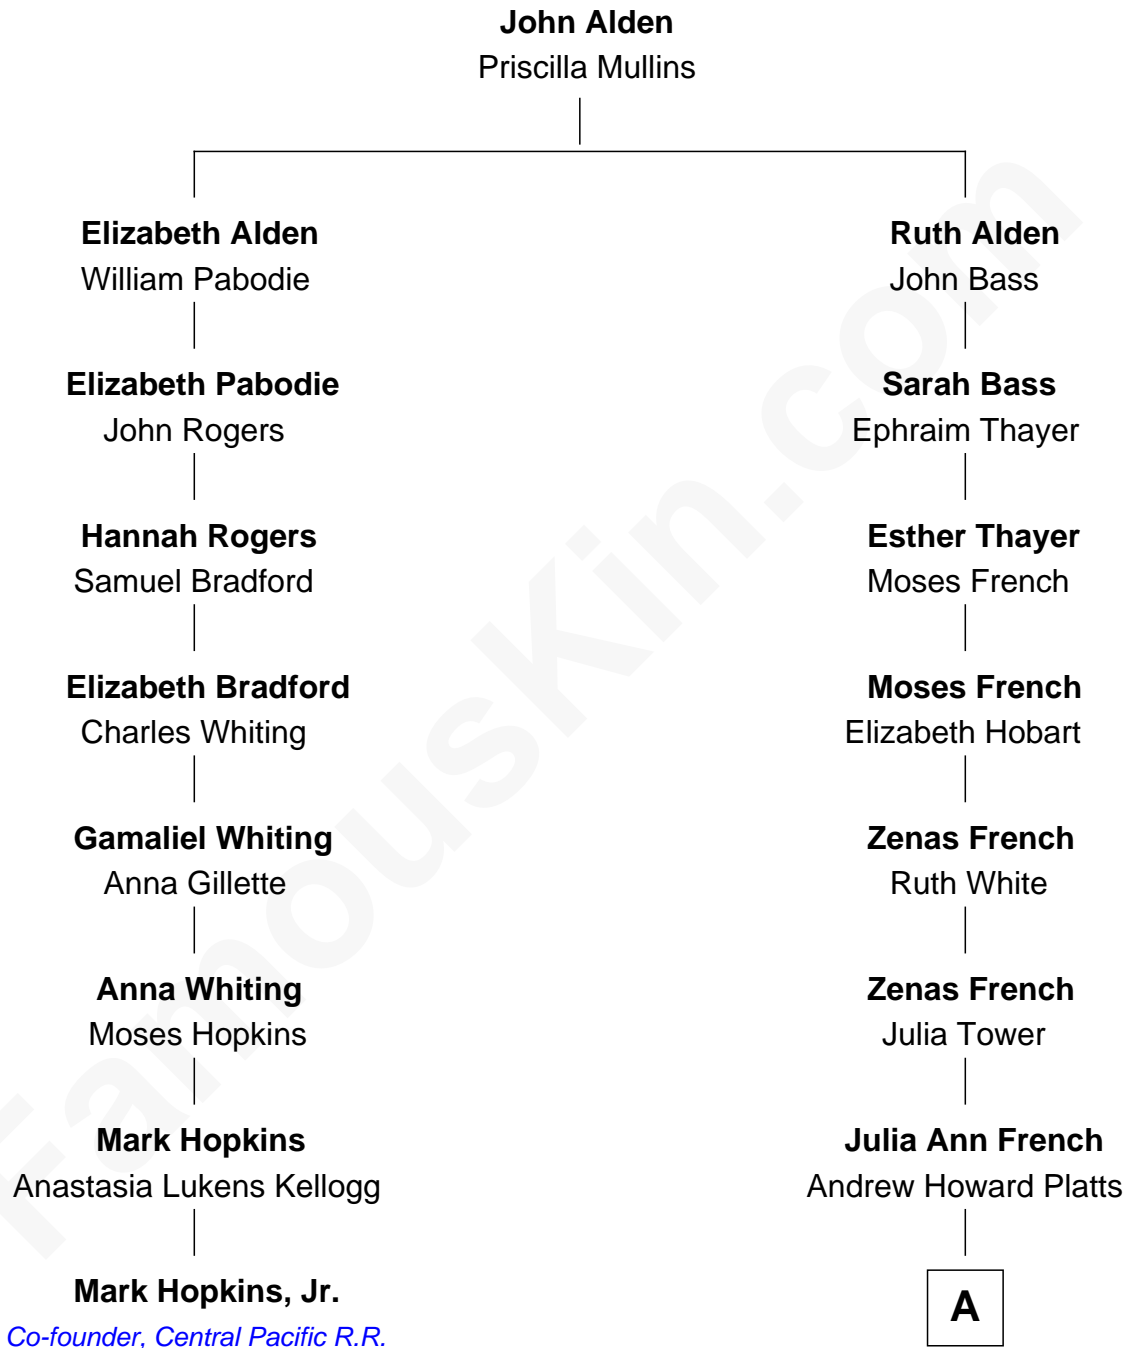 John Alden
Priscilla Mullins
Elizabeth Alden
William Pabodie
Elizabeth Pabodie
John Rogers
Hannah Rogers
Samuel Bradford
Elizabeth Bradford
Charles Whiting
Gamaliel Whiting
Anna Gillette
Anna Whiting
Moses Hopkins
Mark Hopkins
Anastasia Lukens Kellogg
Mark Hopkins, Jr.
Co-founder, Central Pacific R.R.
Ruth Alden
John Bass
Sarah Bass
Ephraim Thayer
Esther Thayer
Moses French
Moses French
Elizabeth Hobart
Zenas French
Ruth White
Zenas French
Julia Tower
Julia Ann French
Andrew Howard Platts
A
FamousKin.com